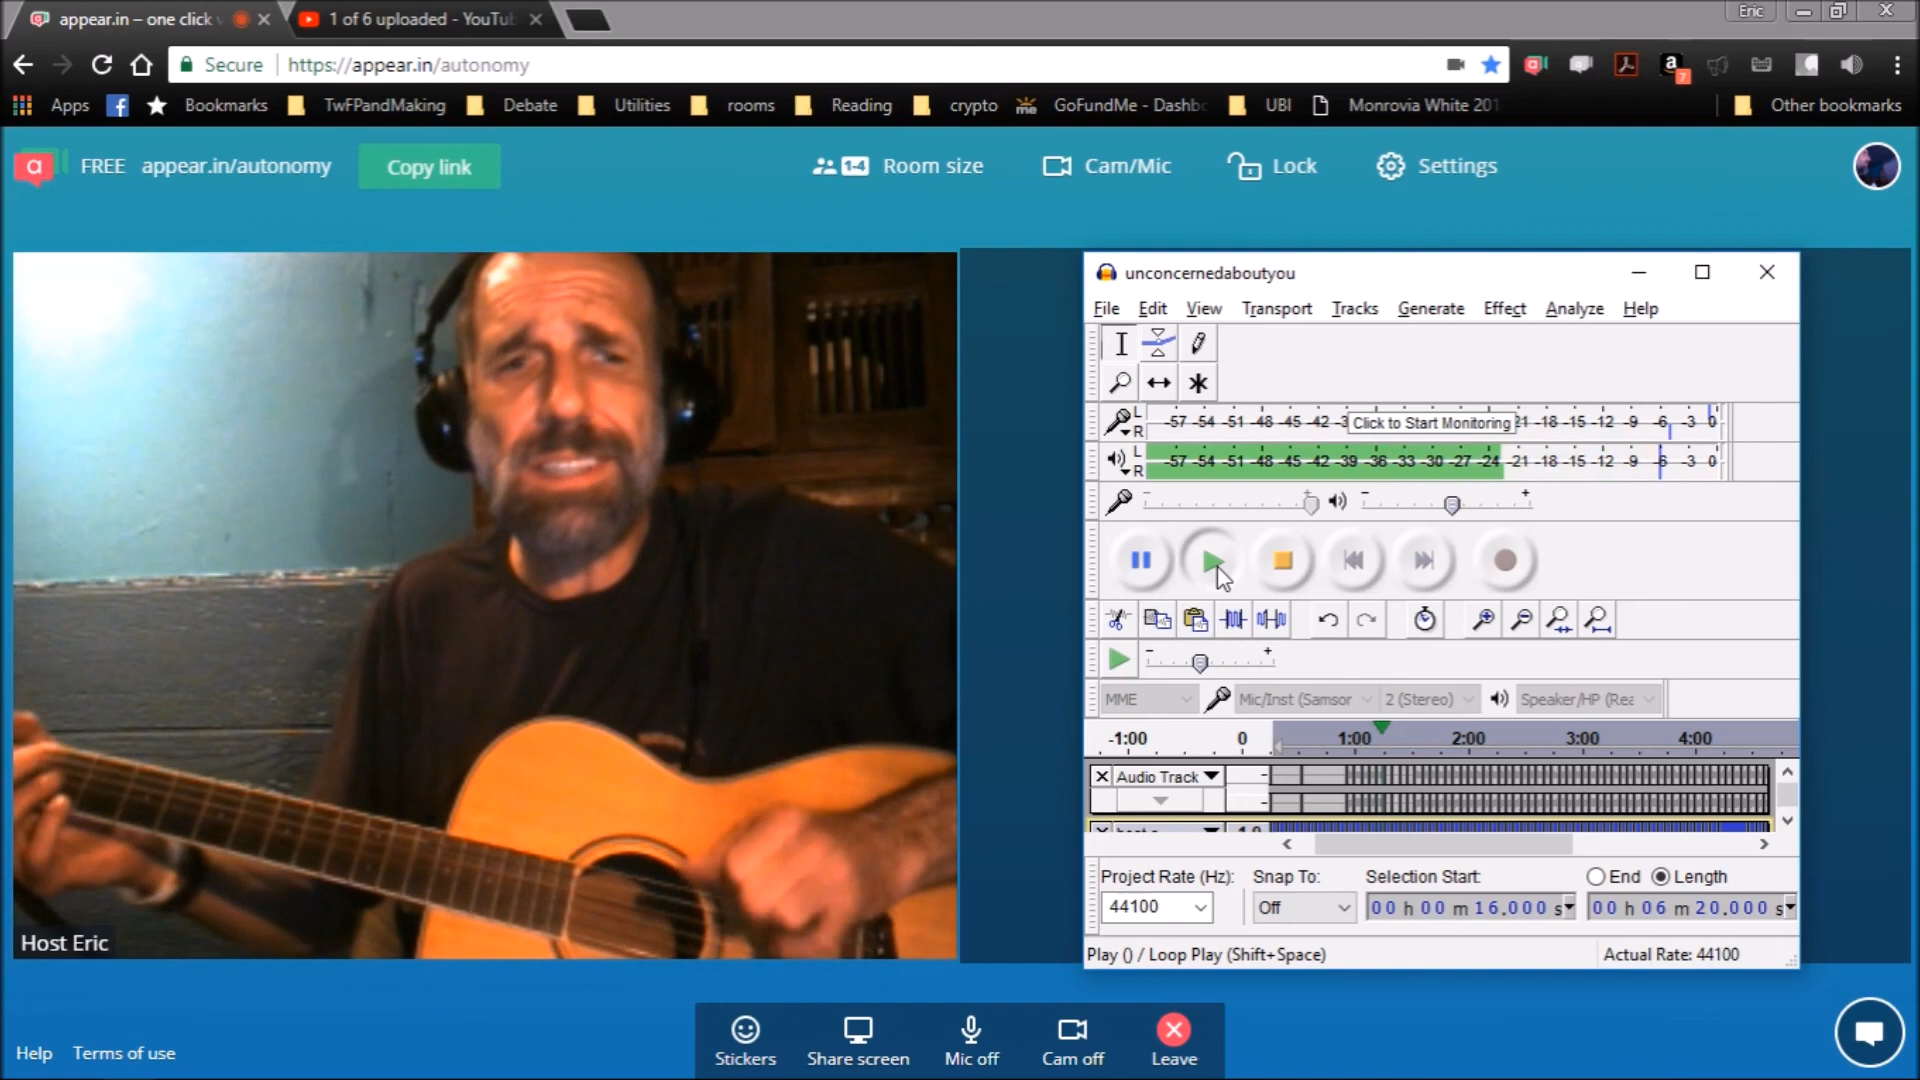 appear.in – one click
1 of 6 uploaded - YouTub
Eric
Secure
https://appear.in/autonomy
7
Apps
Bookmarks
TwFPandMaking
Debate
Utilities
rooms
Reading
crypto
me
GoFundMe - Dashbo
UBI
Monrovia White 201
Other bookmarks
a
FREE
appear.in/autonomy
Copy link
1-4
Room size
Cam/Mic
Lock
Settings
Host Eric
unconcernedaboutyou
File Edit View Transport Tracks Generate Effect Analyze Help
L
R
-57 -54 -51 -48 -45 -42 -3 Click to Start Monitoring 21 -18 -15 -12 -9 -6 -3 0
L
R
-57 -54 -51 -48 -45 -42 -39 -36 -33 -30 -27 -24 -21 -18 -15 -12 -9 -6 -3 0
- + - +
- +
MME
Mic/Inst (Samsor
2 (Stereo)
Speaker/HP (Rea
-1:00 0 1:00 2:00 3:00 4:00
Audio Track
1.0
Project Rate (Hz):
Snap To:
Selection Start:
End
Length
44100
Off
00 h 00 m 16.000 s
00 h 06 m 20.000 s
Play () / Loop Play (Shift+Space)
Actual Rate: 44100
Help
Terms of use
Stickers
Share screen
Mic off
Cam off
Leave